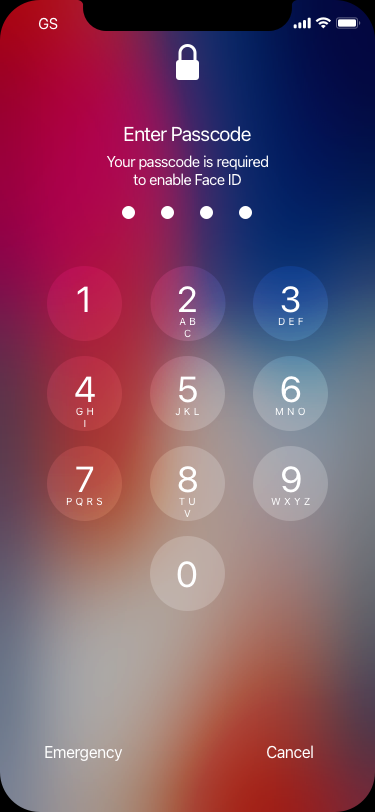 GS
Enter Passcode
Your passcode is required
to enable Face ID
1
2
A B
C
3
D E F
4
G H
I
5
J K L
6
M N O
7
P Q R S
8
T U
V
9
W X Y Z
0
Emergency
Cancel